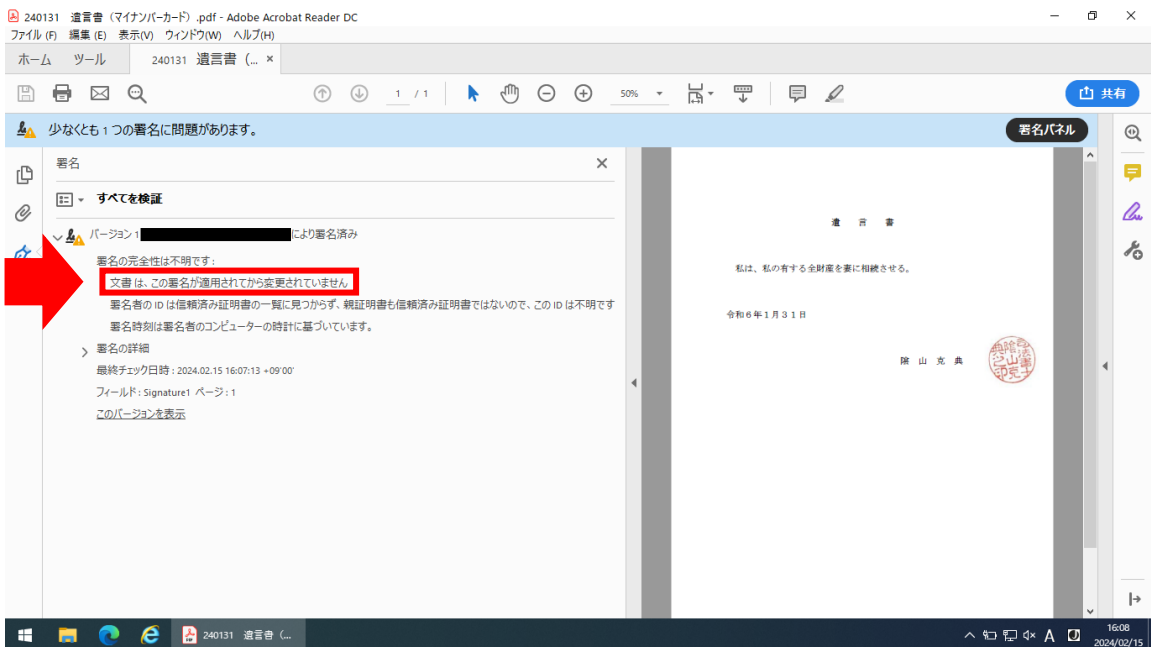 240131 遺言書（マイナンバーカード）.pdf - Adobe Acrobat Reader DC
ファイル(F) 編集(E) 表示(V) ウィンドウ(W) ヘルプ(H)
ホーム ツール 240131 遺言書 (... ×
1 / 1 50% 共有
少なくとも 1 つの署名に問題があります。 署名パネル
署名
すべてを検証
バージョン 1 により署名済み
署名の完全性は不明です :
文書 は、この署名が適用されてから変更されていません
署名者の ID は信頼済み証明書の一覧に見つからず、親証明書も信頼済み証明書ではないので、この ID は不明です
署名時刻は署名者のコンピューターの時計に基づいています。
署名の詳細
最終チェック日時 : 2024.02.15 16:07:13 +09'00'
フィールド : Signature1 ページ : 1
このバージョンを表示
遺 言 書
私は、私の有する全財産を妻に相続させる。
令和６年１月３１日
陰 山 克 典
240131 遺言書 (...
A
16:08
2024/02/15